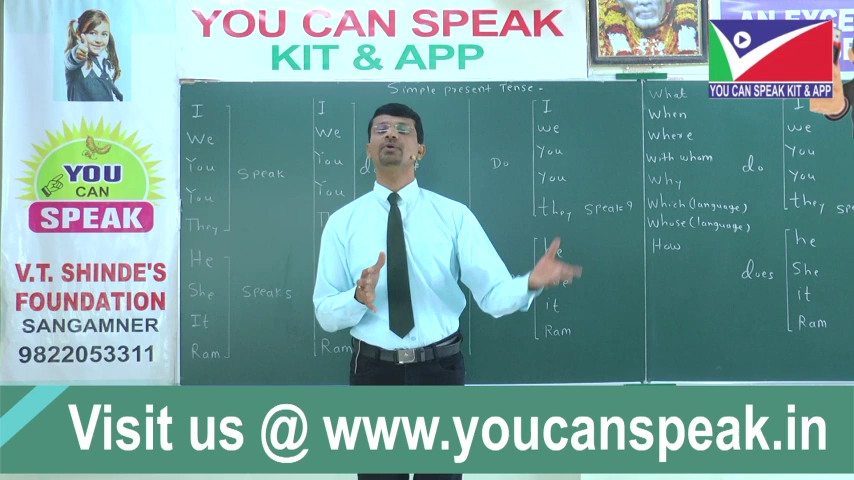 YOU CAN SPEAK
KIT & APP
AN EXCE
YOU CAN SPEAK KIT & APP
YOU
CAN
SPEAK
V.T. SHINDE'S
FOUNDATION
SANGAMNER
9822053311
Simple present Tense -
I
We
You
You
They
Speak
He
She
It
Ram
Speaks
I
We
You
You
Ram
Do
I
we
you
you
they speak?
he
it
Ram
What
When
Where
With whom
Why
Which (language)
Whose (language)
How
do
I
we
you
you
they
does
he
She
it
Ram
Visit us @ www.youcanspeak.in